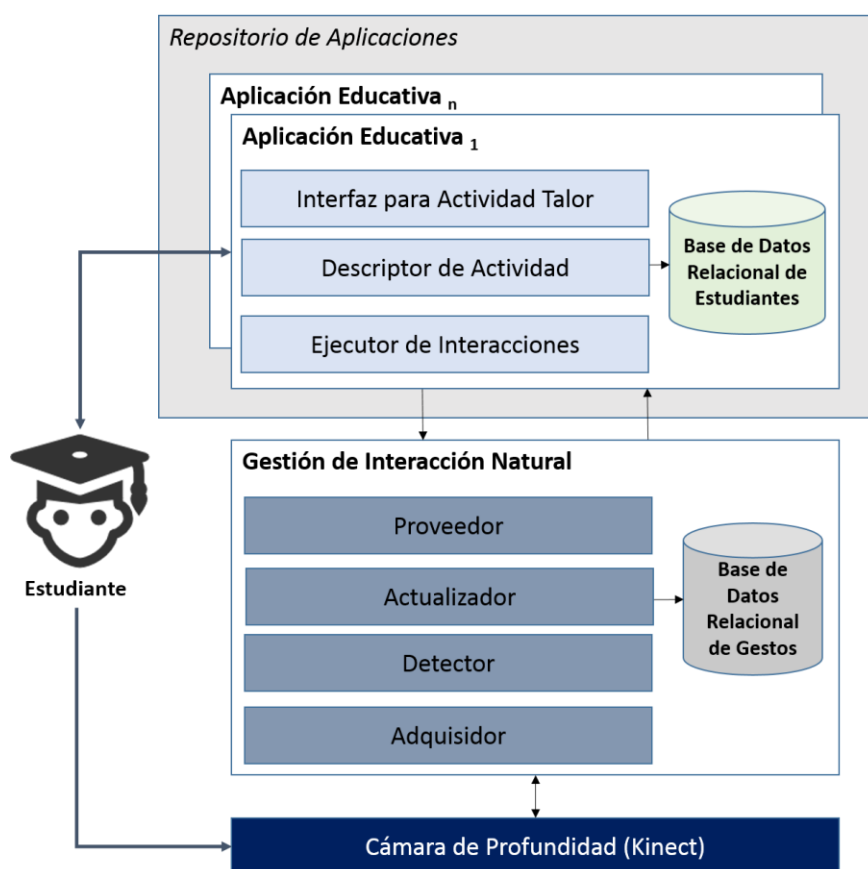 Repositorio de Aplicaciones
Aplicación Educativa n
Aplicación Educativa 1
Interfaz para Actividad Talor
Descriptor de Actividad
Ejecutor de Interacciones
Base de Datos
Relacional de
Estudiantes
Estudiante
Gestión de Interacción Natural
Proveedor
Actualizador
Detector
Adquisidor
Base de
Datos
Relacional
de Gestos
Cámara de Profundidad (Kinect)